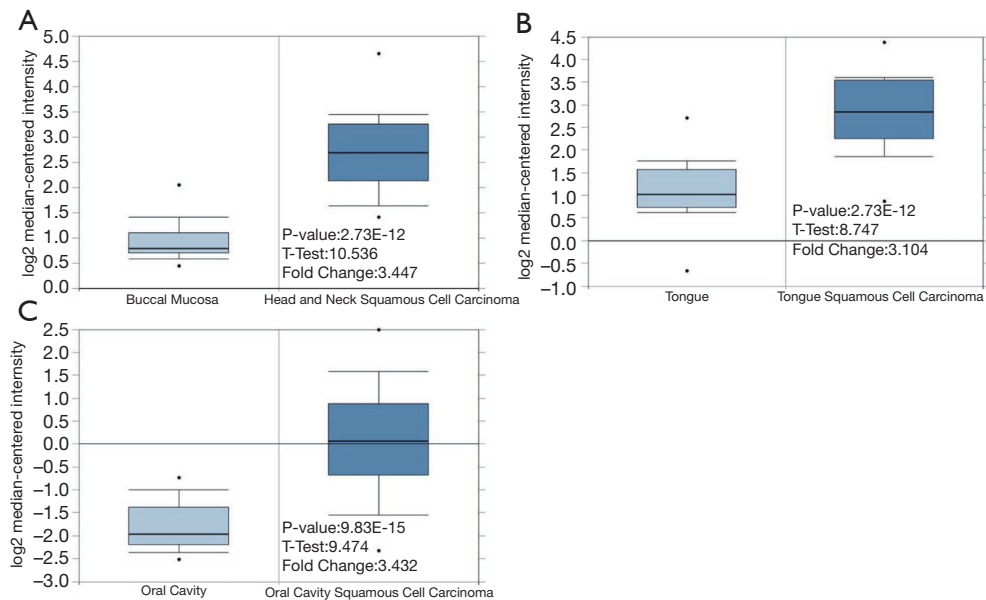 A
log2 median-centered internsity
5.0
4.5
4.0
3.5
3.0
2.5
2.0
1.5
1.0
0.5
0.0
P-value:2.73E-12
T-Test:10.536
Fold Change:3.447
Buccal Mucosa
Head and Neck Squamous Cell Carcinoma
B
log2 median-centered internsity
4.5
4.0
3.5
3.0
2.5
2.0
1.5
1.0
0.5
0.0
–0.5
–1.0
P-value:2.73E-12
T-Test:8.747
Fold Change:3.104
Tongue
Tongue Squamous Cell Carcinoma
C
log2 median-centered internsity
2.5
2.0
1.5
1.0
0.5
0.0
–0.5
–1.0
–1.5
–2.0
–2.5
–3.0
P-value:9.83E-15
T-Test:9.474
Fold Change:3.432
Oral Cavity
Oral Cavity Squamous Cell Carcinoma